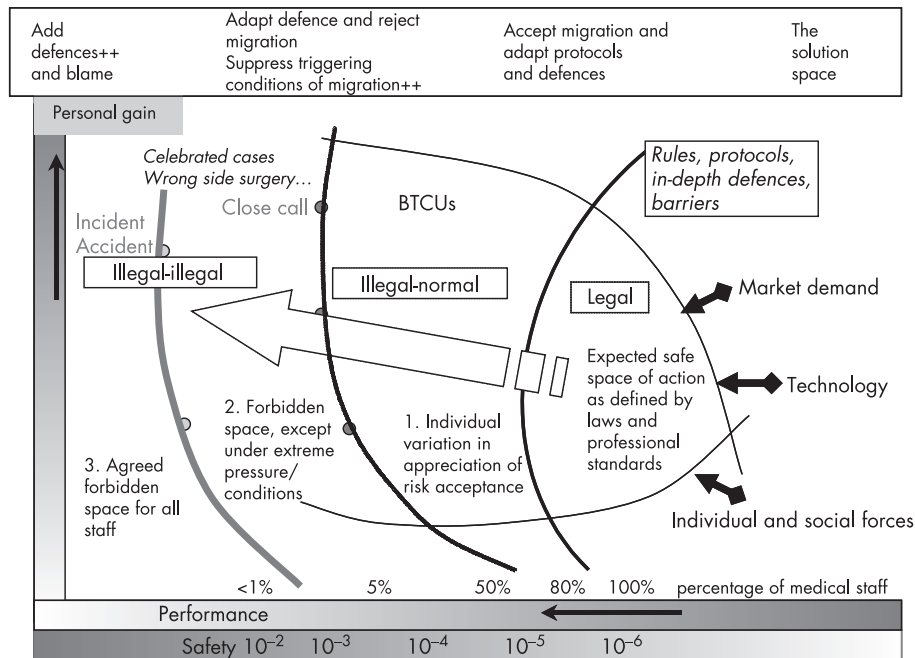 Add
defences++
and blame
Adapt defence and reject
migration
Suppress triggering
conditions of migration++
Accept migration and
adapt protocols
and defences
The
solution
space
Personal gain
Celebrated cases
Wrong side surgery...
Close call
BTCUs
Rules, protocols,
in-depth defences,
barriers
Incident
Accident
Illegal-illegal
Illegal-normal
Legal
Market demand
Expected safe
space of action
as defined by
laws and
professional
standards
Technology
2. Forbidden
space, except
under extreme
pressure/
conditions
1. Individual
variation in
appreciation of
risk acceptance
3. Agreed
forbidden
space for all
staff
Individual and social forces
<1% 5% 50% 80% 100% percentage of medical staff
Performance
Safety 10⁻² 10⁻³ 10⁻⁴ 10⁻⁵ 10⁻⁶